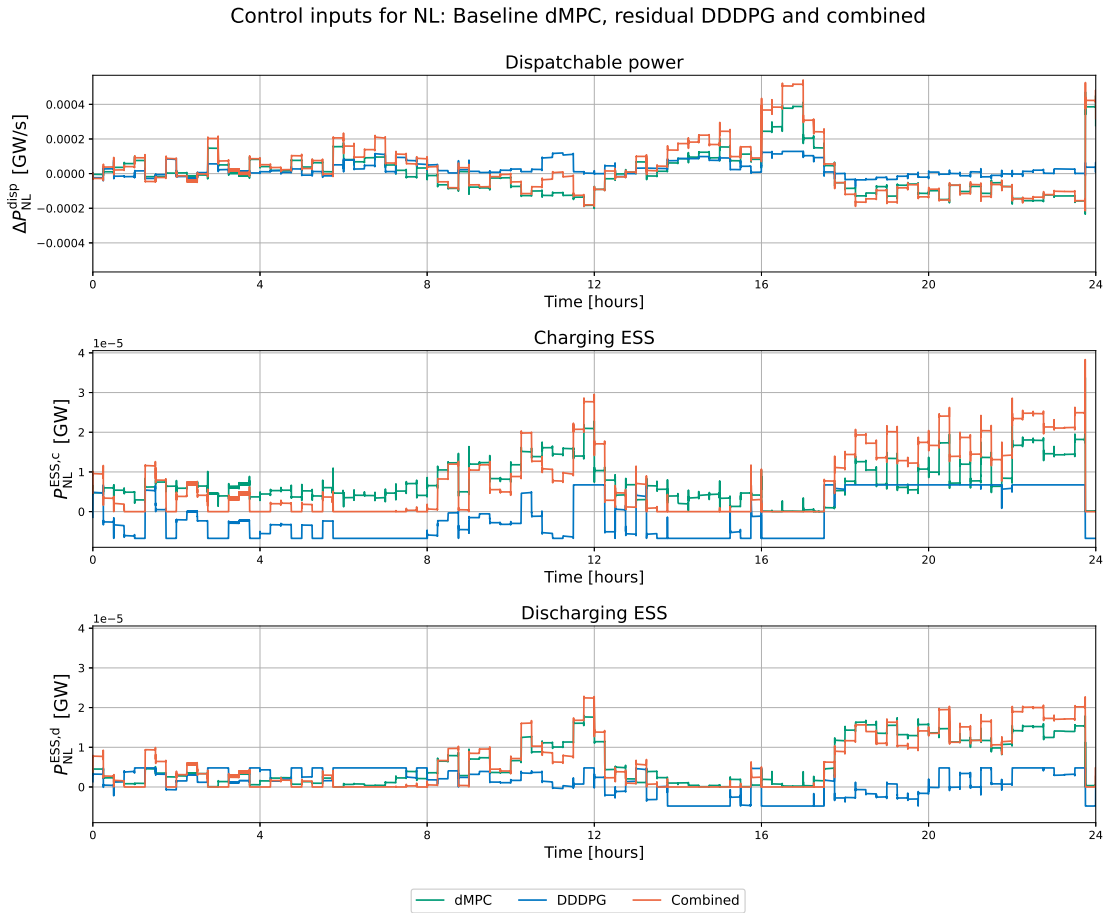 Control inputs for NL: Baseline dMPC, residual DDDPG and combined
Dispatchable power
ΔP_NL^disp [GW/s]
0.0004
0.0002
0.0000
−0.0002
−0.0004
0 4 8 12 16 20 24
Time [hours]
Charging ESS
1e−5
P_NL^ESS,c [GW]
4
3
2
1
0
0 4 8 12 16 20 24
Time [hours]
Discharging ESS
1e−5
P_NL^ESS,d [GW]
4
3
2
1
0
0 4 8 12 16 20 24
Time [hours]
dMPC DDDPG Combined